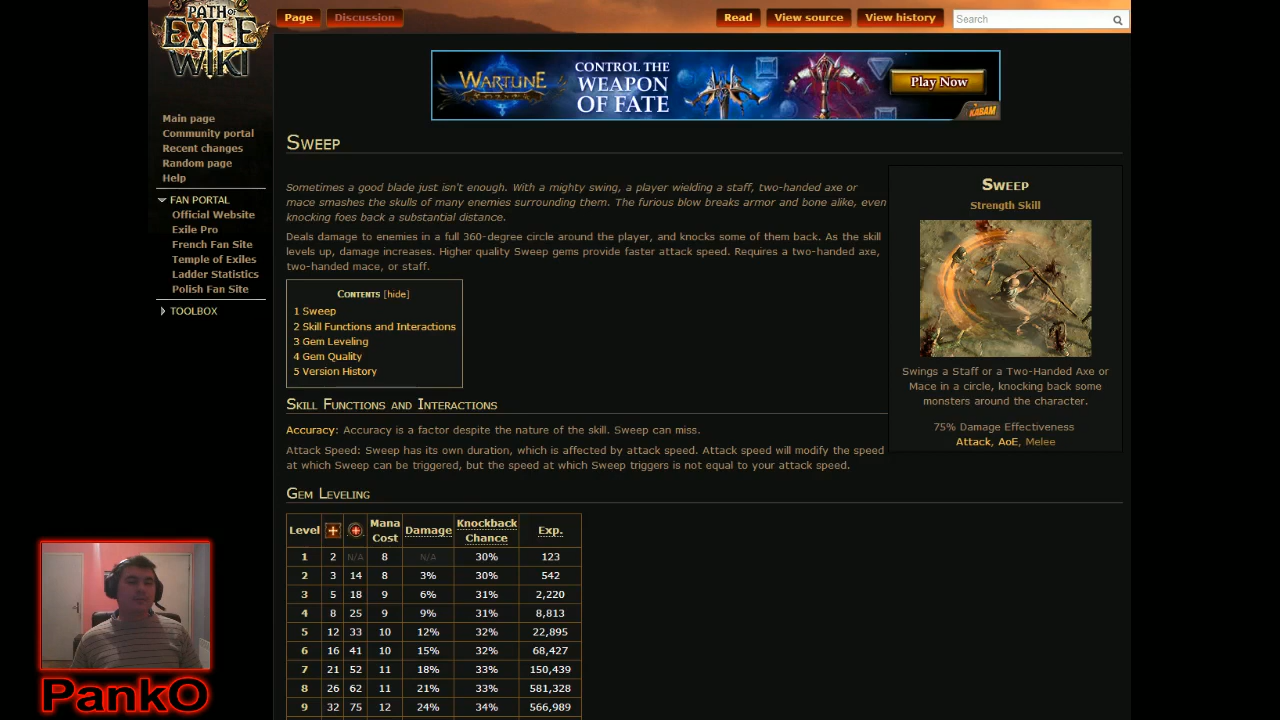 PATH OF
EXILE
WIKI
Page
Discussion
Read
View source
View history
Search
WARTUNE
CONTROL THE
WEAPON
OF FATE
Play Now
KABAM
Main page
Community portal
Recent changes
Random page
Help
FAN PORTAL
Official Website
Exile Pro
French Fan Site
Temple of Exiles
Ladder Statistics
Polish Fan Site
TOOLBOX
Sweep
Sometimes a good blade just isn't enough. With a mighty swing, a player wielding a staff, two-handed axe or
mace smashes the skulls of many enemies surrounding them. The furious blow breaks armor and bone alike, even
knocking foes back a substantial distance.
Deals damage to enemies in a full 360-degree circle around the player, and knocks some of them back. As the skill
levels up, damage increases. Higher quality Sweep gems provide faster attack speed. Requires a two-handed axe,
two-handed mace, or staff.
Contents [hide]
1 Sweep
2 Skill Functions and Interactions
3 Gem Leveling
4 Gem Quality
5 Version History
Sweep
Strength Skill
Swings a Staff or a Two-Handed Axe or
Mace in a circle, knocking back some
monsters around the character.
75% Damage Effectiveness
Attack, AoE, Melee
Skill Functions and Interactions
Accuracy: Accuracy is a factor despite the nature of the skill. Sweep can miss.
Attack Speed: Sweep has its own duration, which is affected by attack speed. Attack speed will modify the speed
at which Sweep can be triggered, but the speed at which Sweep triggers is not equal to your attack speed.
Gem Leveling
Level Mana Cost Damage Knockback Chance Exp.
1 2 N/A 8 N/A 30% 123
2 3 14 8 3% 30% 542
3 5 18 9 6% 31% 2,220
4 8 25 9 9% 31% 8,813
5 12 33 10 12% 32% 22,895
6 16 41 10 15% 32% 68,427
7 21 52 11 18% 33% 150,439
8 26 62 11 21% 33% 581,328
9 32 75 12 24% 34% 566,989
PankO